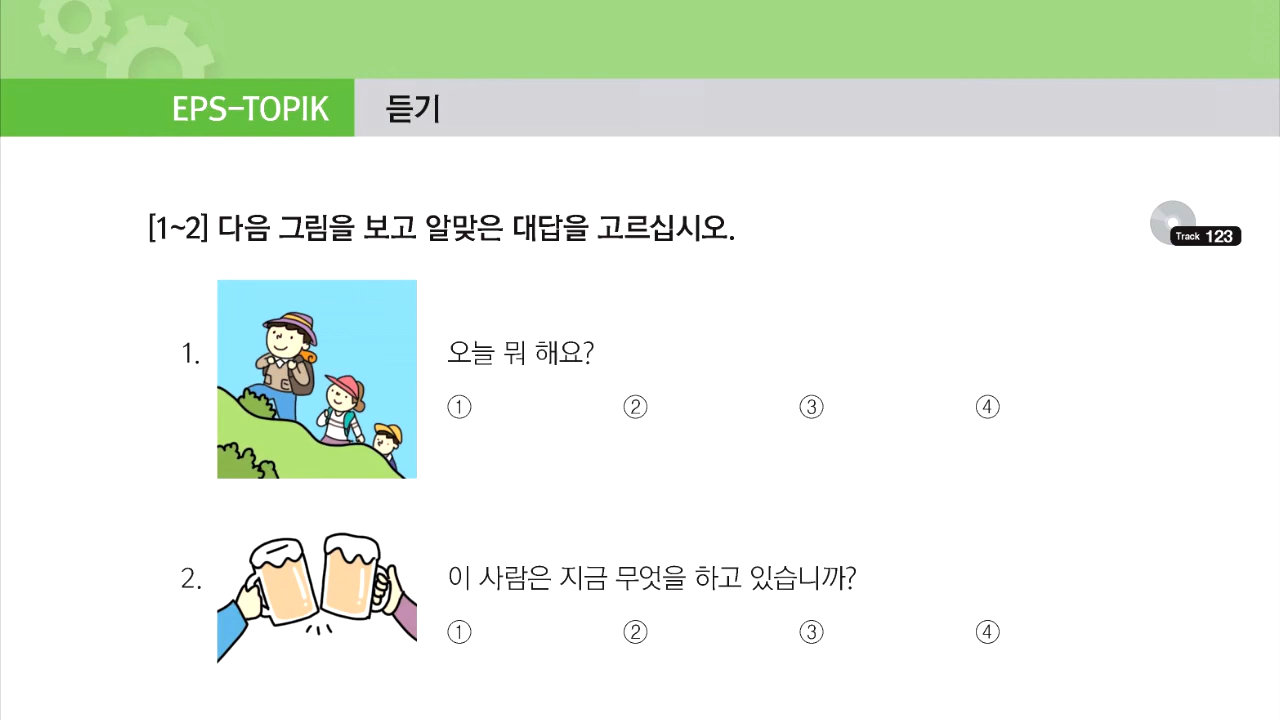 EPS-TOPIK 듣기
[1~2] 다음 그림을 보고 알맞은 대답을 고르십시오.
Track 123
1. 오늘 뭐 해요?
① ② ③ ④
2. 이 사람은 지금 무엇을 하고 있습니까?
① ② ③ ④